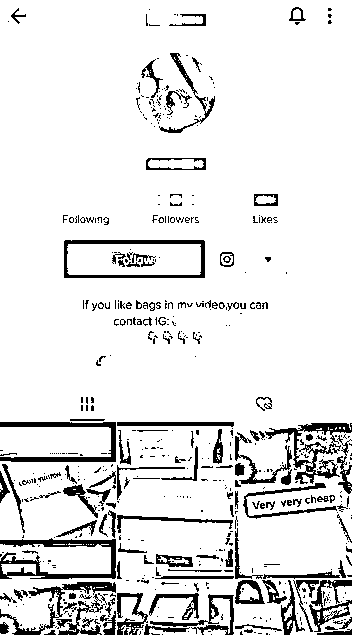 Following
Followers
Likes
Follow
If you like bags in my video,you can
contact IG:
LOUIS VUITTON
Very very cheap